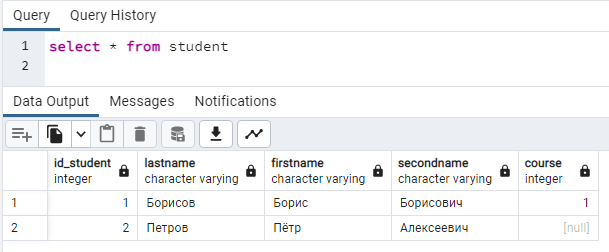 Query Query History
1 select * from student
2
Data Output Messages Notifications
id_student lastname firstname secondname course
integer character varying character varying character varying integer
1 1 Борисов Борис Борисович 1
2 2 Петров Пётр Алексеевич [null]